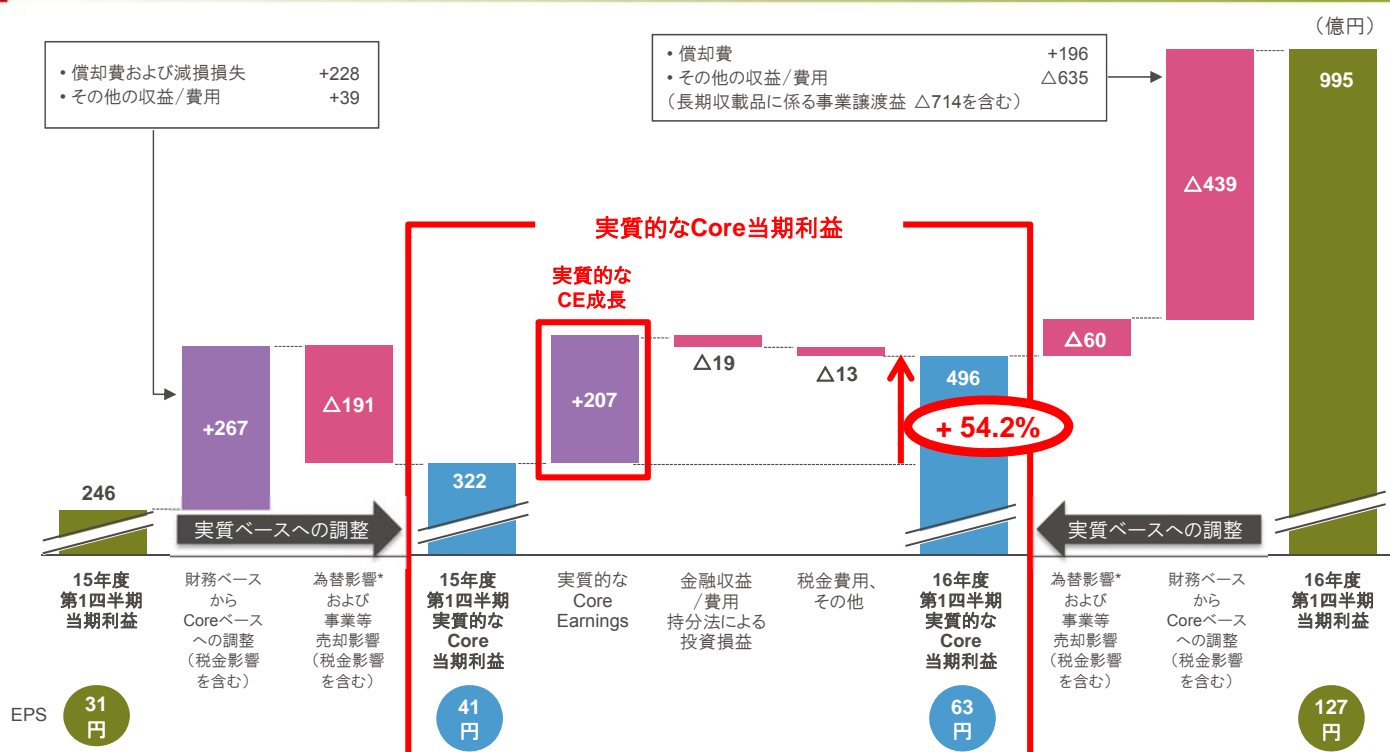 （億円）
• 償却費および減損損失 +228
• その他の収益/費用 +39
• 償却費 +196
• その他の収益/費用 △635
（長期収載品に係る事業譲渡益 △714を含む）
995
△439
実質的なCore当期利益
実質的な
CE成長
△60
△19
△13
+207
496
+ 54.2%
+267
△191
322
246
実質ベースへの調整
実質ベースへの調整
15年度
第1四半期
当期利益
財務ベース
から
Coreベース
への調整
（税金影響
を含む）
為替影響*
および
事業等
売却影響
（税金影響
を含む）
15年度
第1四半期
実質的な
Core
当期利益
実質的な
Core
Earnings
金融収益
/費用
持分法による
投資損益
税金費用、
その他
16年度
第1四半期
実質的な
Core
当期利益
為替影響*
および
事業等
売却影響
（税金影響
を含む）
財務ベース
から
Coreベース
への調整
（税金影響
を含む）
16年度
第1四半期
当期利益
EPS
31
円
41
円
63
円
127
円